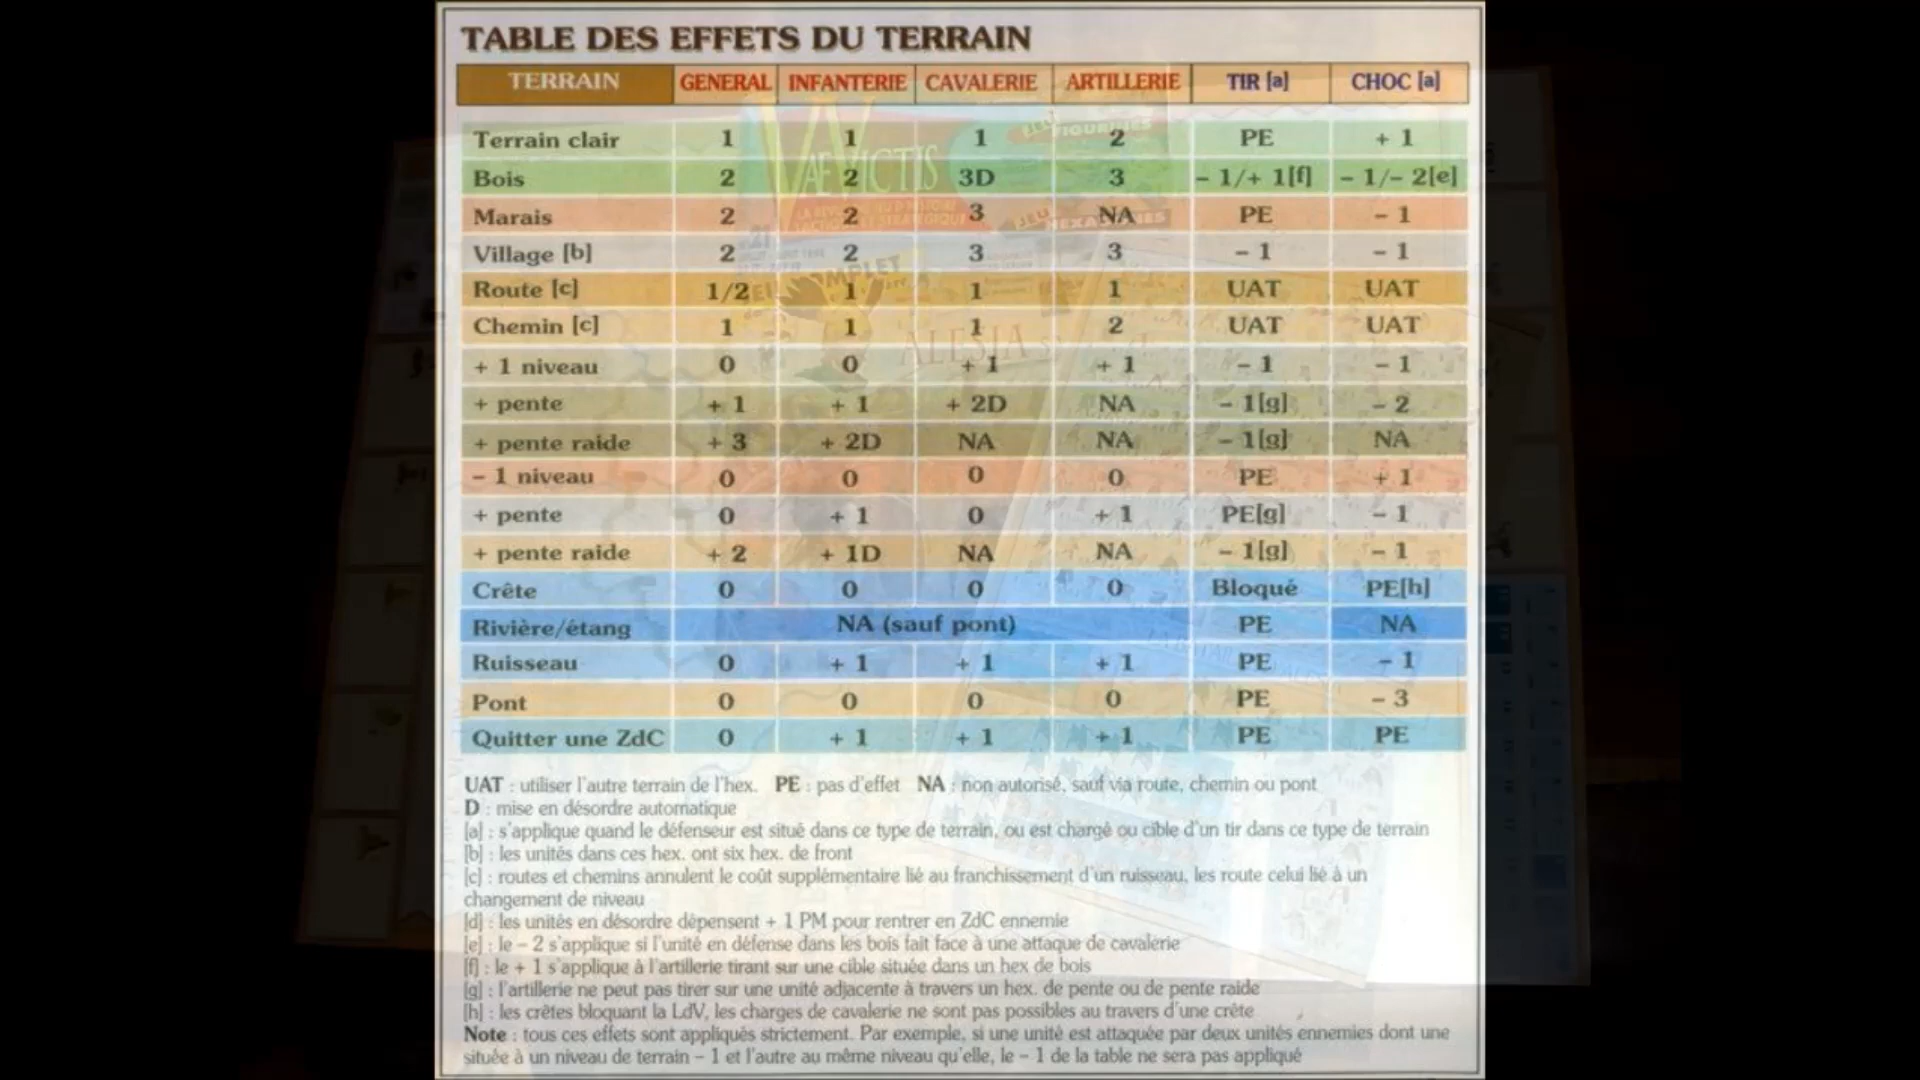 TABLE DES EFFETS DU TERRAIN
TERRAIN GENERAL INFANTERIE CAVALERIE ARTILLERIE TIR [a] CHOC [a]
Terrain clair 1 1 1 2 PE + 1
Bois 2 2 3D 3 - 1/+ 1[f] - 1/- 2[e]
Marais 2 2 3 NA PE - 1
Village [b] 2 2 3 3 - 1 - 1
Route [c] 1/2 1 1 1 UAT UAT
Chemin [c] 1 1 1 2 UAT UAT
+ 1 niveau 0 0 + 1 + 1 - 1 - 1
+ pente + 1 + 1 + 2D NA - 1[g] - 2
+ pente raide + 3 + 2D NA NA - 1[g] NA
- 1 niveau 0 0 0 0 PE + 1
+ pente 0 + 1 0 + 1 PE[g] - 1
+ pente raide + 2 + 1D NA NA - 1[g] - 1
Crête 0 0 0 0 Bloqué PE[h]
Rivière/étang NA (sauf pont) PE NA
Ruisseau 0 + 1 + 1 + 1 PE - 1
Pont 0 0 0 0 PE - 3
Quitter une ZdC 0 + 1 + 1 + 1 PE PE
UAT : utiliser l'autre terrain de l'hex. PE : pas d'effet NA : non autorisé, sauf via route, chemin ou pont
D : mise en désordre automatique
[a] : s'applique quand le défenseur est situé dans ce type de terrain, ou est chargé ou cible d'un tir dans ce type de terrain
[b] : les unités dans ces hex. ont six hex. de front
[c] : routes et chemins annulent le coût supplémentaire lié au franchissement d'un ruisseau, les route celui lié à un
changement de niveau
[d] : les unités en désordre dépensent + 1 PM pour rentrer en ZdC ennemie
[e] : le - 2 s'applique si l'unité en défense dans les bois fait face à une attaque de cavalerie
[f] : le + 1 s'applique à l'artillerie tirant sur une cible située dans un hex de bois
[g] : l'artillerie ne peut pas tirer sur une unité adjacente à travers un hex. de pente ou de pente raide
[h] : les crêtes bloquant la LdV, les charges de cavalerie ne sont pas possibles au travers d'une crête
Note : tous ces effets sont appliqués strictement. Par exemple, si une unité est attaquée par deux unités ennemies dont une
située à un niveau de terrain - 1 et l'autre au même niveau qu'elle, le - 1 de la table ne sera pas appliqué
VAE VICTIS
ALESIA